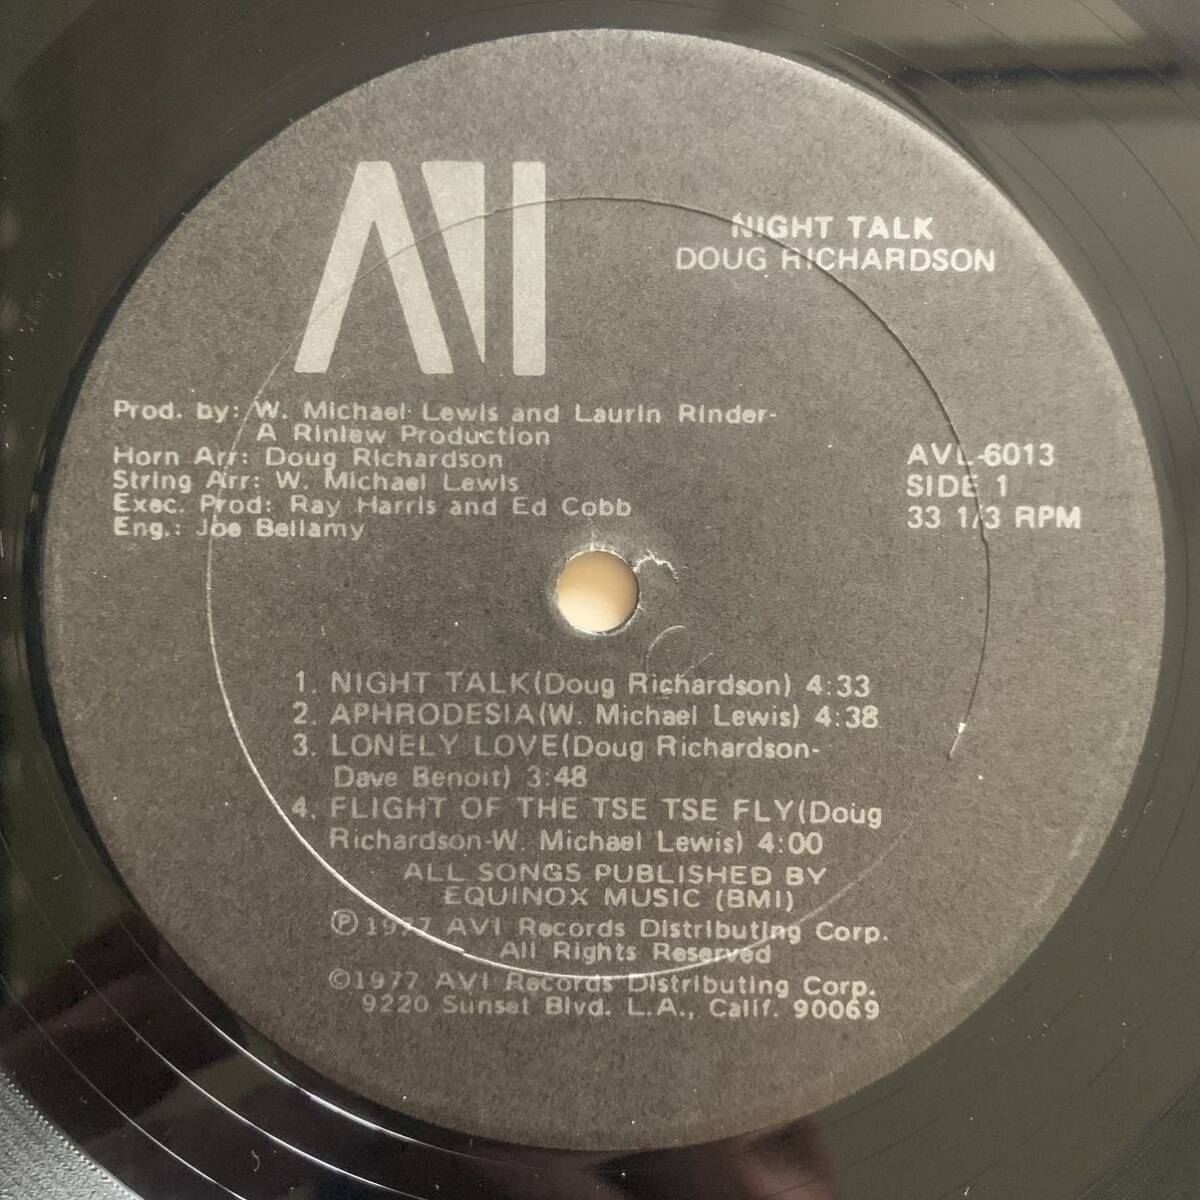 AVI
NIGHT TALK
DOUG RICHARDSON
Prod. by: W. Michael Lewis and Laurin Rinder-
A Rinlew Production
Horn Arr: Doug Richardson
String Arr: W. Michael Lewis
Exec. Prod: Ray Harris and Ed Cobb
Eng.: Joe Bellamy
AVL-6013
SIDE 1
33 1/3 RPM
1. NIGHT TALK(Doug Richardson) 4:33
2. APHRODESIA(W. Michael Lewis) 4:38
3. LONELY LOVE(Doug Richardson-
Dave Benoit) 3:48
4. FLIGHT OF THE TSE TSE FLY(Doug
Richardson-W. Michael Lewis) 4:00
ALL SONGS PUBLISHED BY
EQUINOX MUSIC (BMI)
℗1977 AVI Records Distributing Corp.
All Rights Reserved
©1977 AVI Records Distributing Corp.
9220 Sunset Blvd. L.A., Calif. 90069